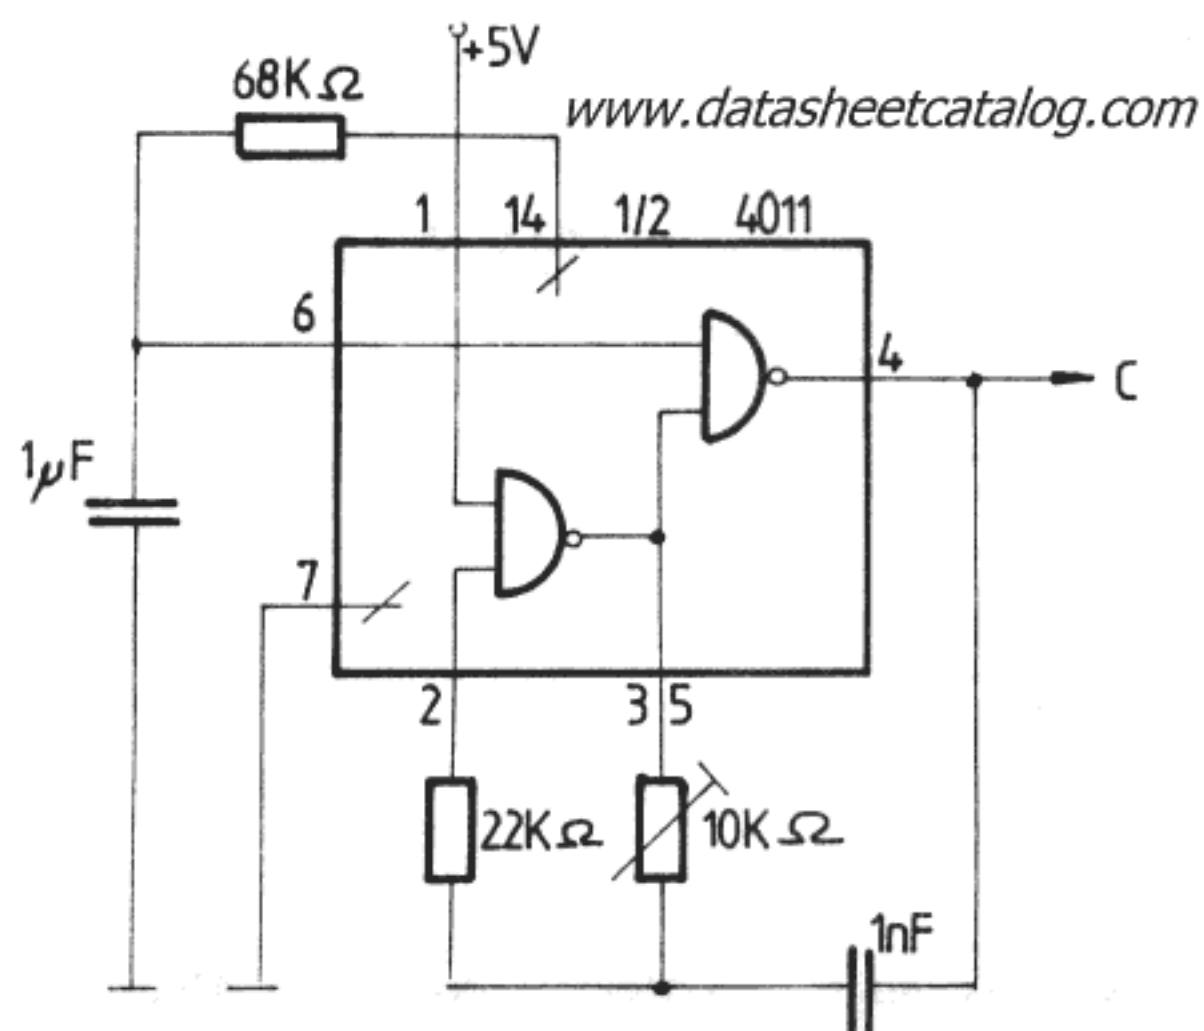 +5V
68KΩ
www.datasheetcatalog.com
1 14 1/2 4011
6
4
C
1μF
7
2 3 5
22KΩ 10KΩ
1nF